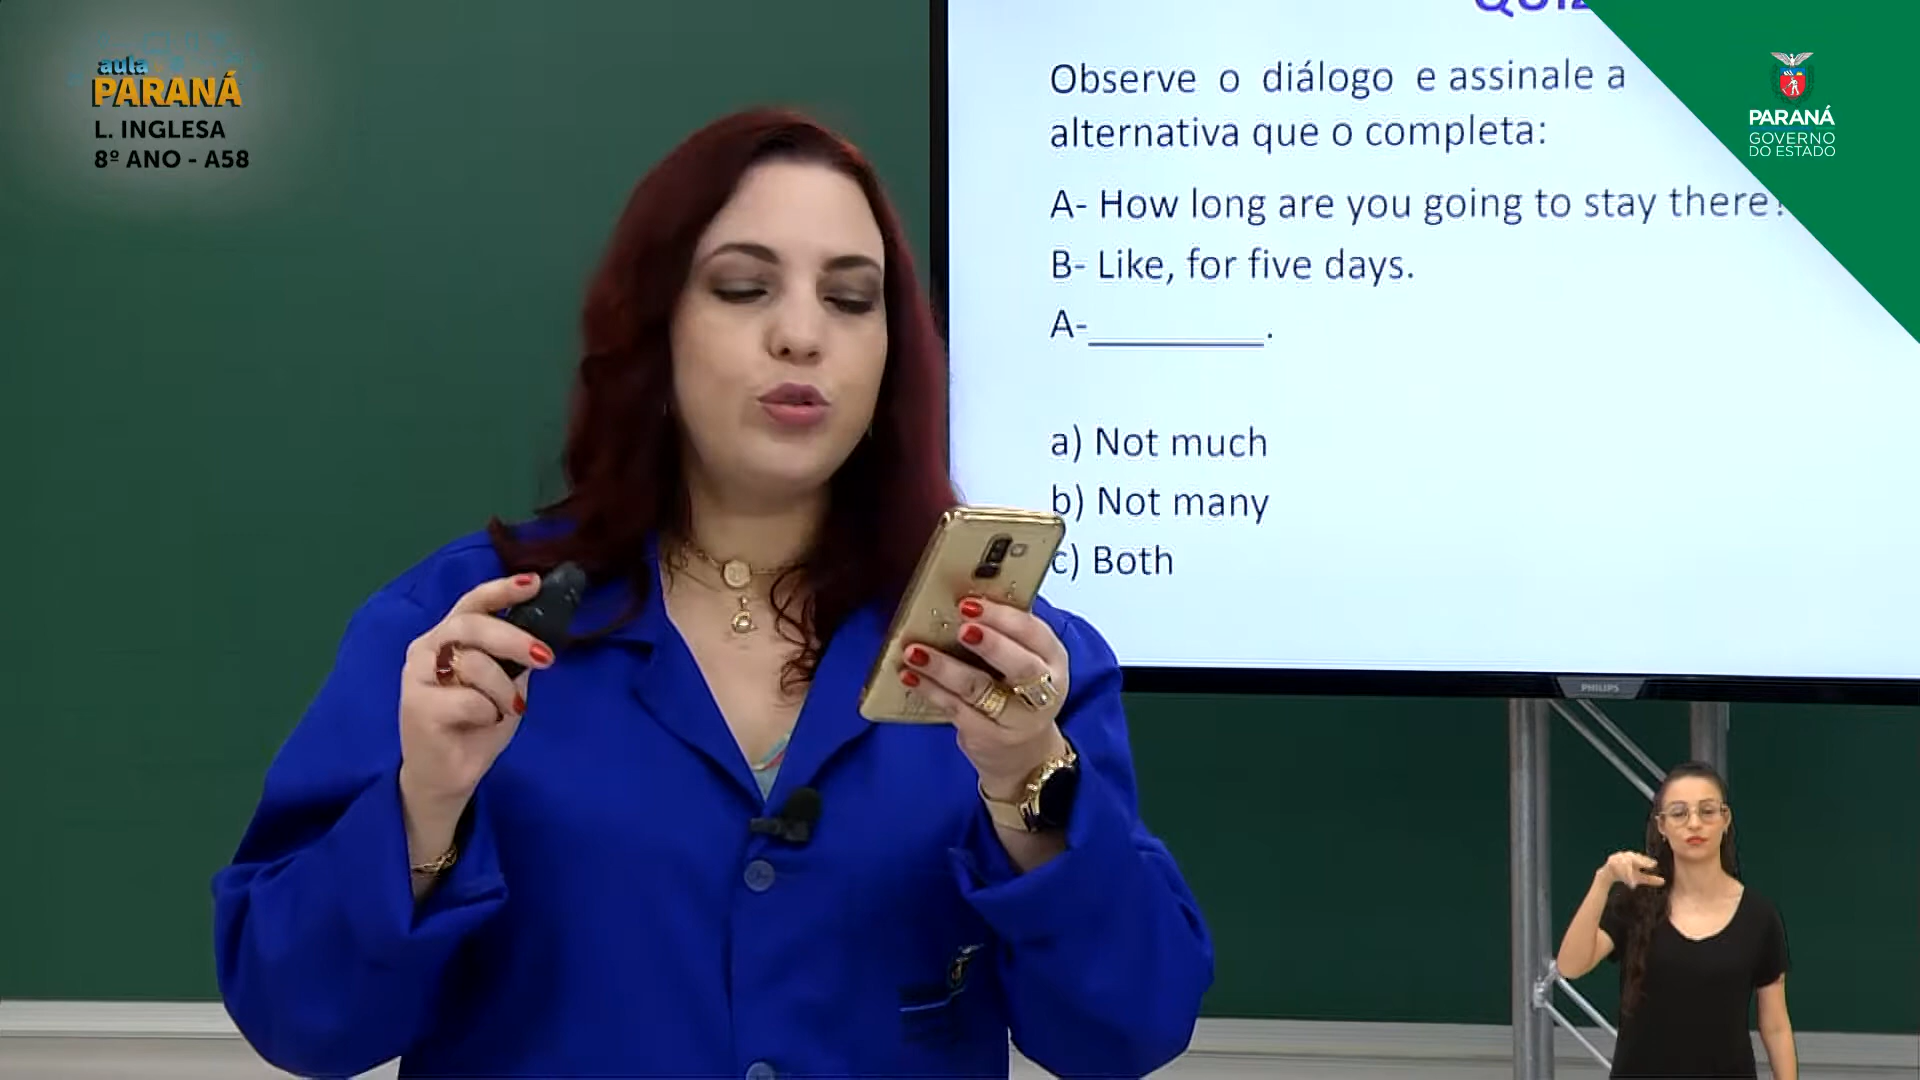 aula
PARANÁ
L. INGLESA
8º ANO - A58
Observe o diálogo e assinale a
alternativa que o completa:
A- How long are you going to stay there?
B- Like, for five days.
A-________.
a) Not much
b) Not many
c) Both
PARANÁ
GOVERNO
DO ESTADO
PHILIPS